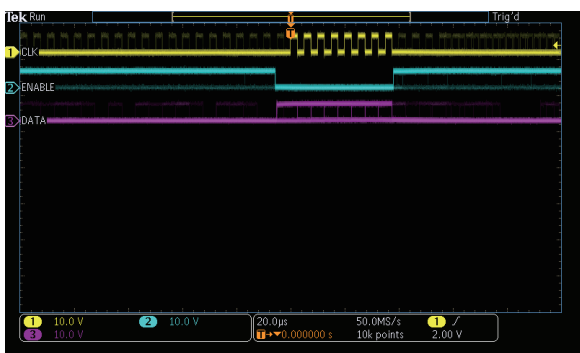 Tek Run Trig'd
T
T
1 CLK
2 ENABLE
3 DATA
1 10.0 V 2 10.0 V 20.0µs 50.0MS/s 1
3 10.0 V T→▼0.000000 s 10k points 2.00 V